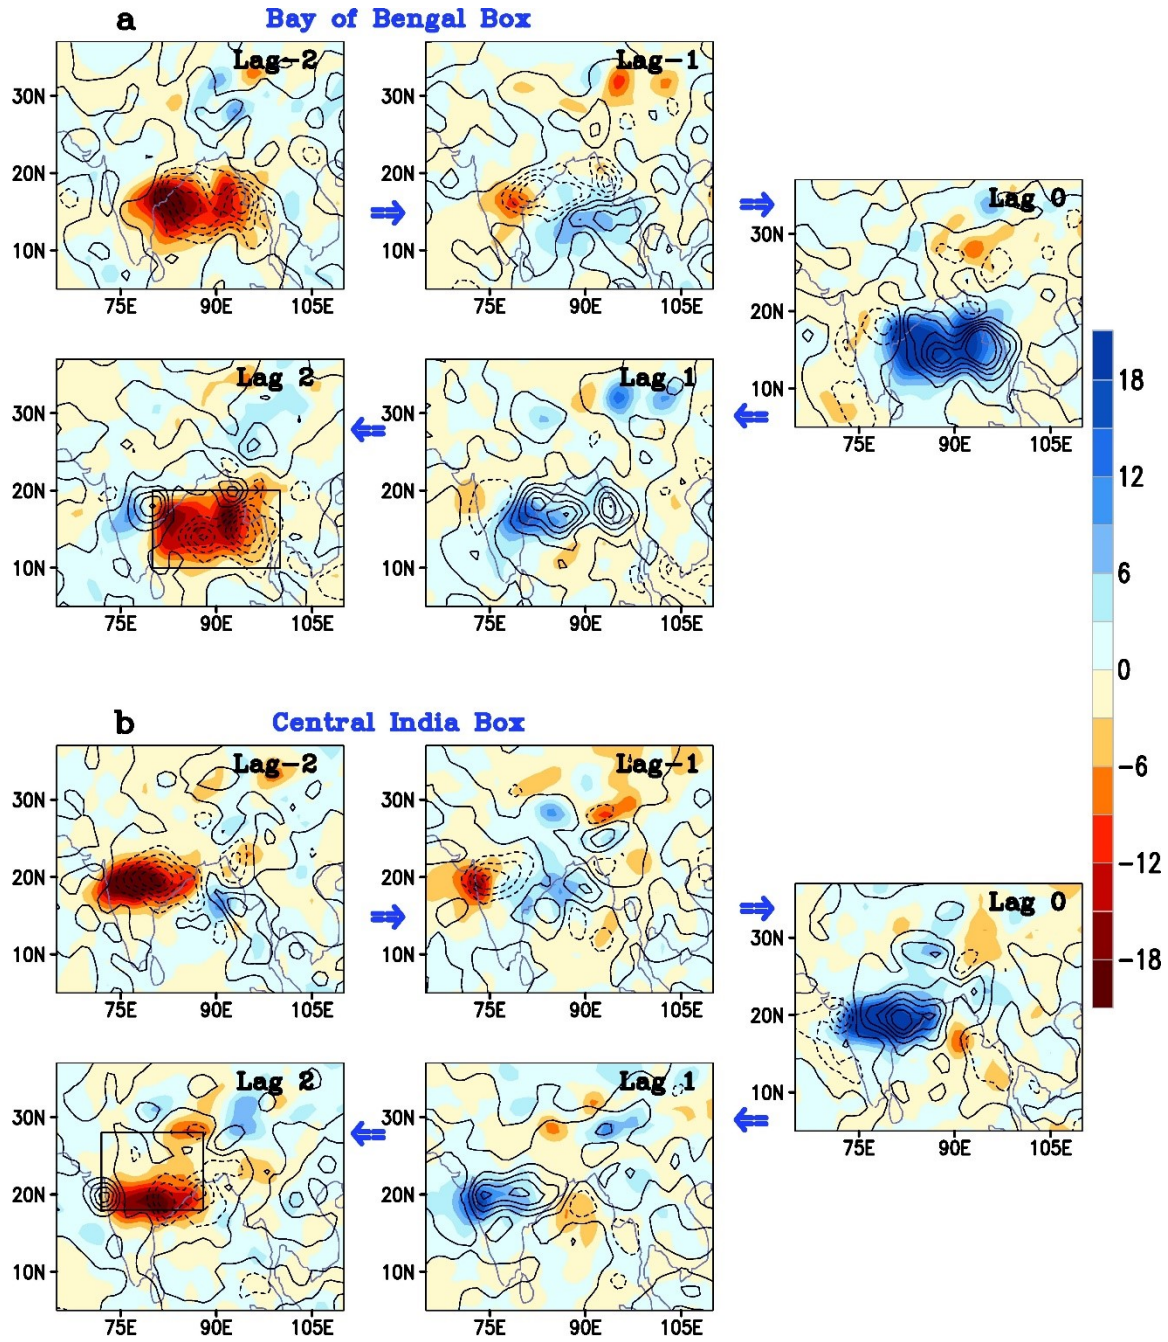 a Bay of Bengal Box
Lag-2
30N
20N
10N
75E 90E 105E
Lag-1
30N
20N
10N
75E 90E 105E
Lag 0
30N
20N
10N
75E 90E 105E
Lag 2
30N
20N
10N
75E 90E 105E
Lag 1
30N
20N
10N
75E 90E 105E
18
12
6
0
-6
-12
-18
b Central India Box
Lag-2
30N
20N
10N
75E 90E 105E
Lag-1
30N
20N
10N
75E 90E 105E
Lag 0
30N
20N
10N
75E 90E 105E
Lag 2
30N
20N
10N
75E 90E 105E
Lag 1
30N
20N
10N
75E 90E 105E